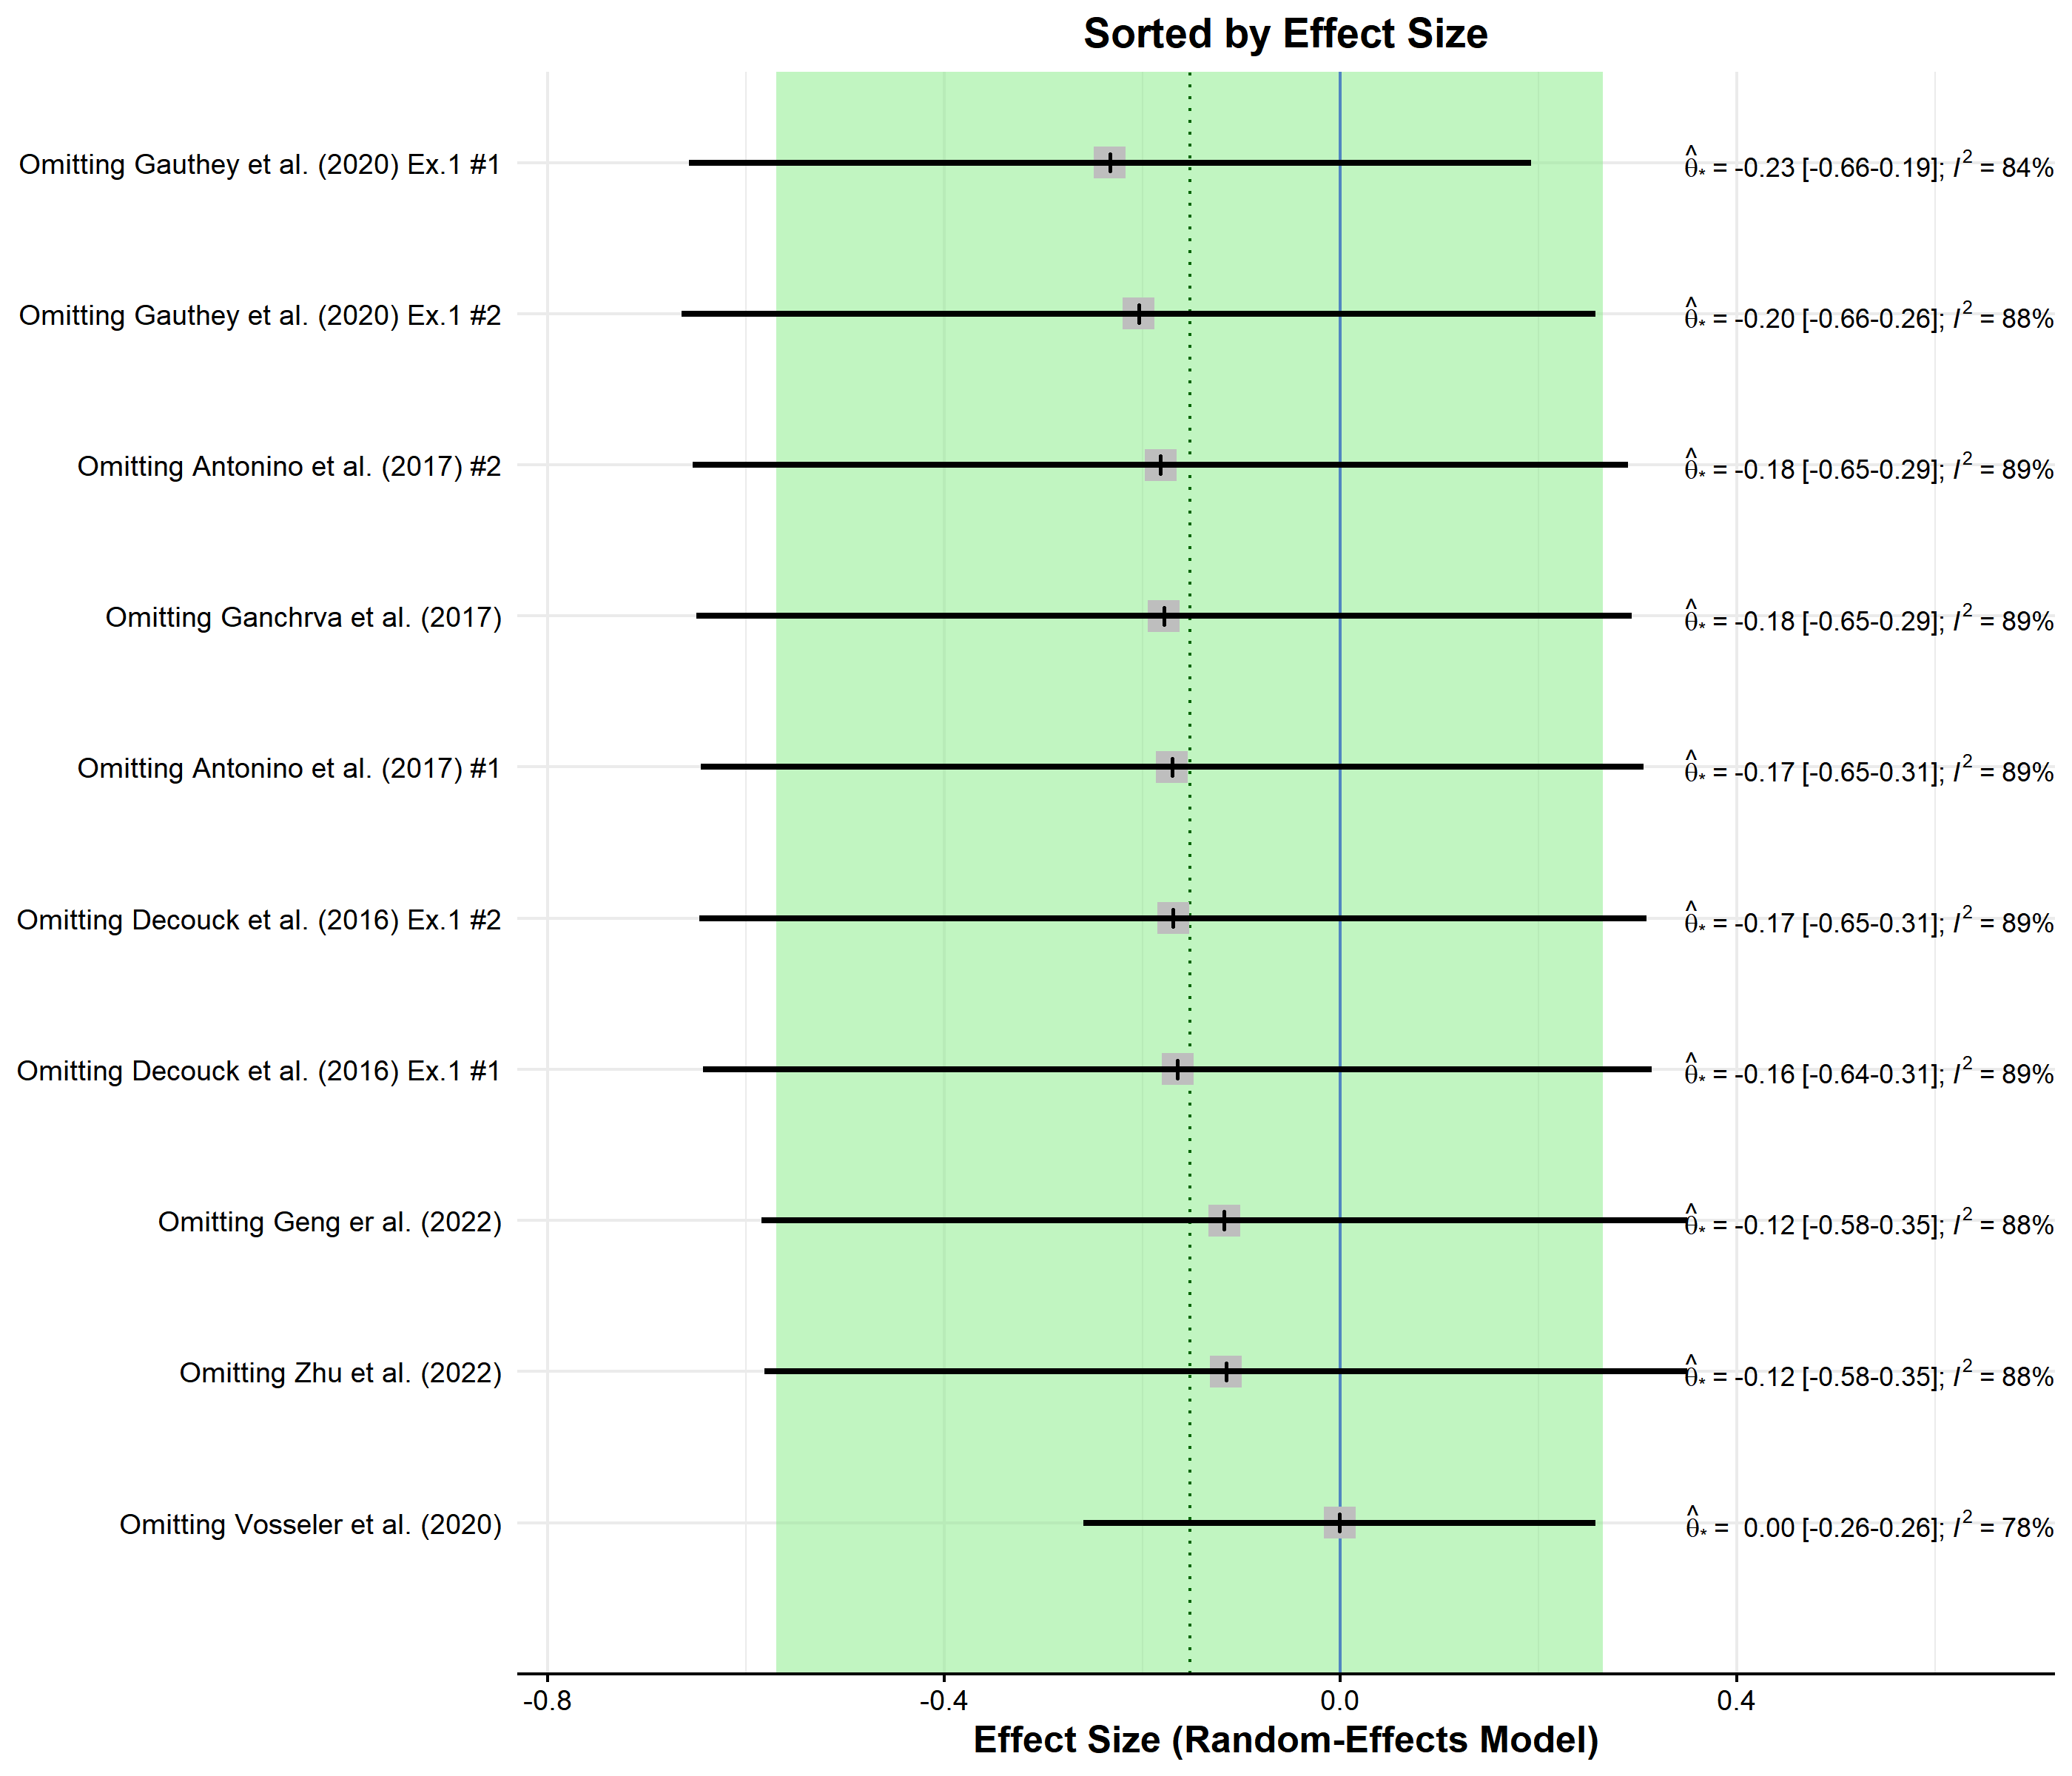 Sorted by Effect Size
Omitting Gauthey et al. (2020) Ex.1 #1 θ̂* = -0.23 [-0.66-0.19]; I² = 84%
Omitting Gauthey et al. (2020) Ex.1 #2 θ̂* = -0.20 [-0.66-0.26]; I² = 88%
Omitting Antonino et al. (2017) #2 θ̂* = -0.18 [-0.65-0.29]; I² = 89%
Omitting Ganchrva et al. (2017) θ̂* = -0.18 [-0.65-0.29]; I² = 89%
Omitting Antonino et al. (2017) #1 θ̂* = -0.17 [-0.65-0.31]; I² = 89%
Omitting Decouck et al. (2016) Ex.1 #2 θ̂* = -0.17 [-0.65-0.31]; I² = 89%
Omitting Decouck et al. (2016) Ex.1 #1 θ̂* = -0.16 [-0.64-0.31]; I² = 89%
Omitting Geng er al. (2022) θ̂* = -0.12 [-0.58-0.35]; I² = 88%
Omitting Zhu et al. (2022) θ̂* = -0.12 [-0.58-0.35]; I² = 88%
Omitting Vosseler et al. (2020) θ̂* = 0.00 [-0.26-0.26]; I² = 78%
-0.8 -0.4 0.0 0.4
Effect Size (Random-Effects Model)